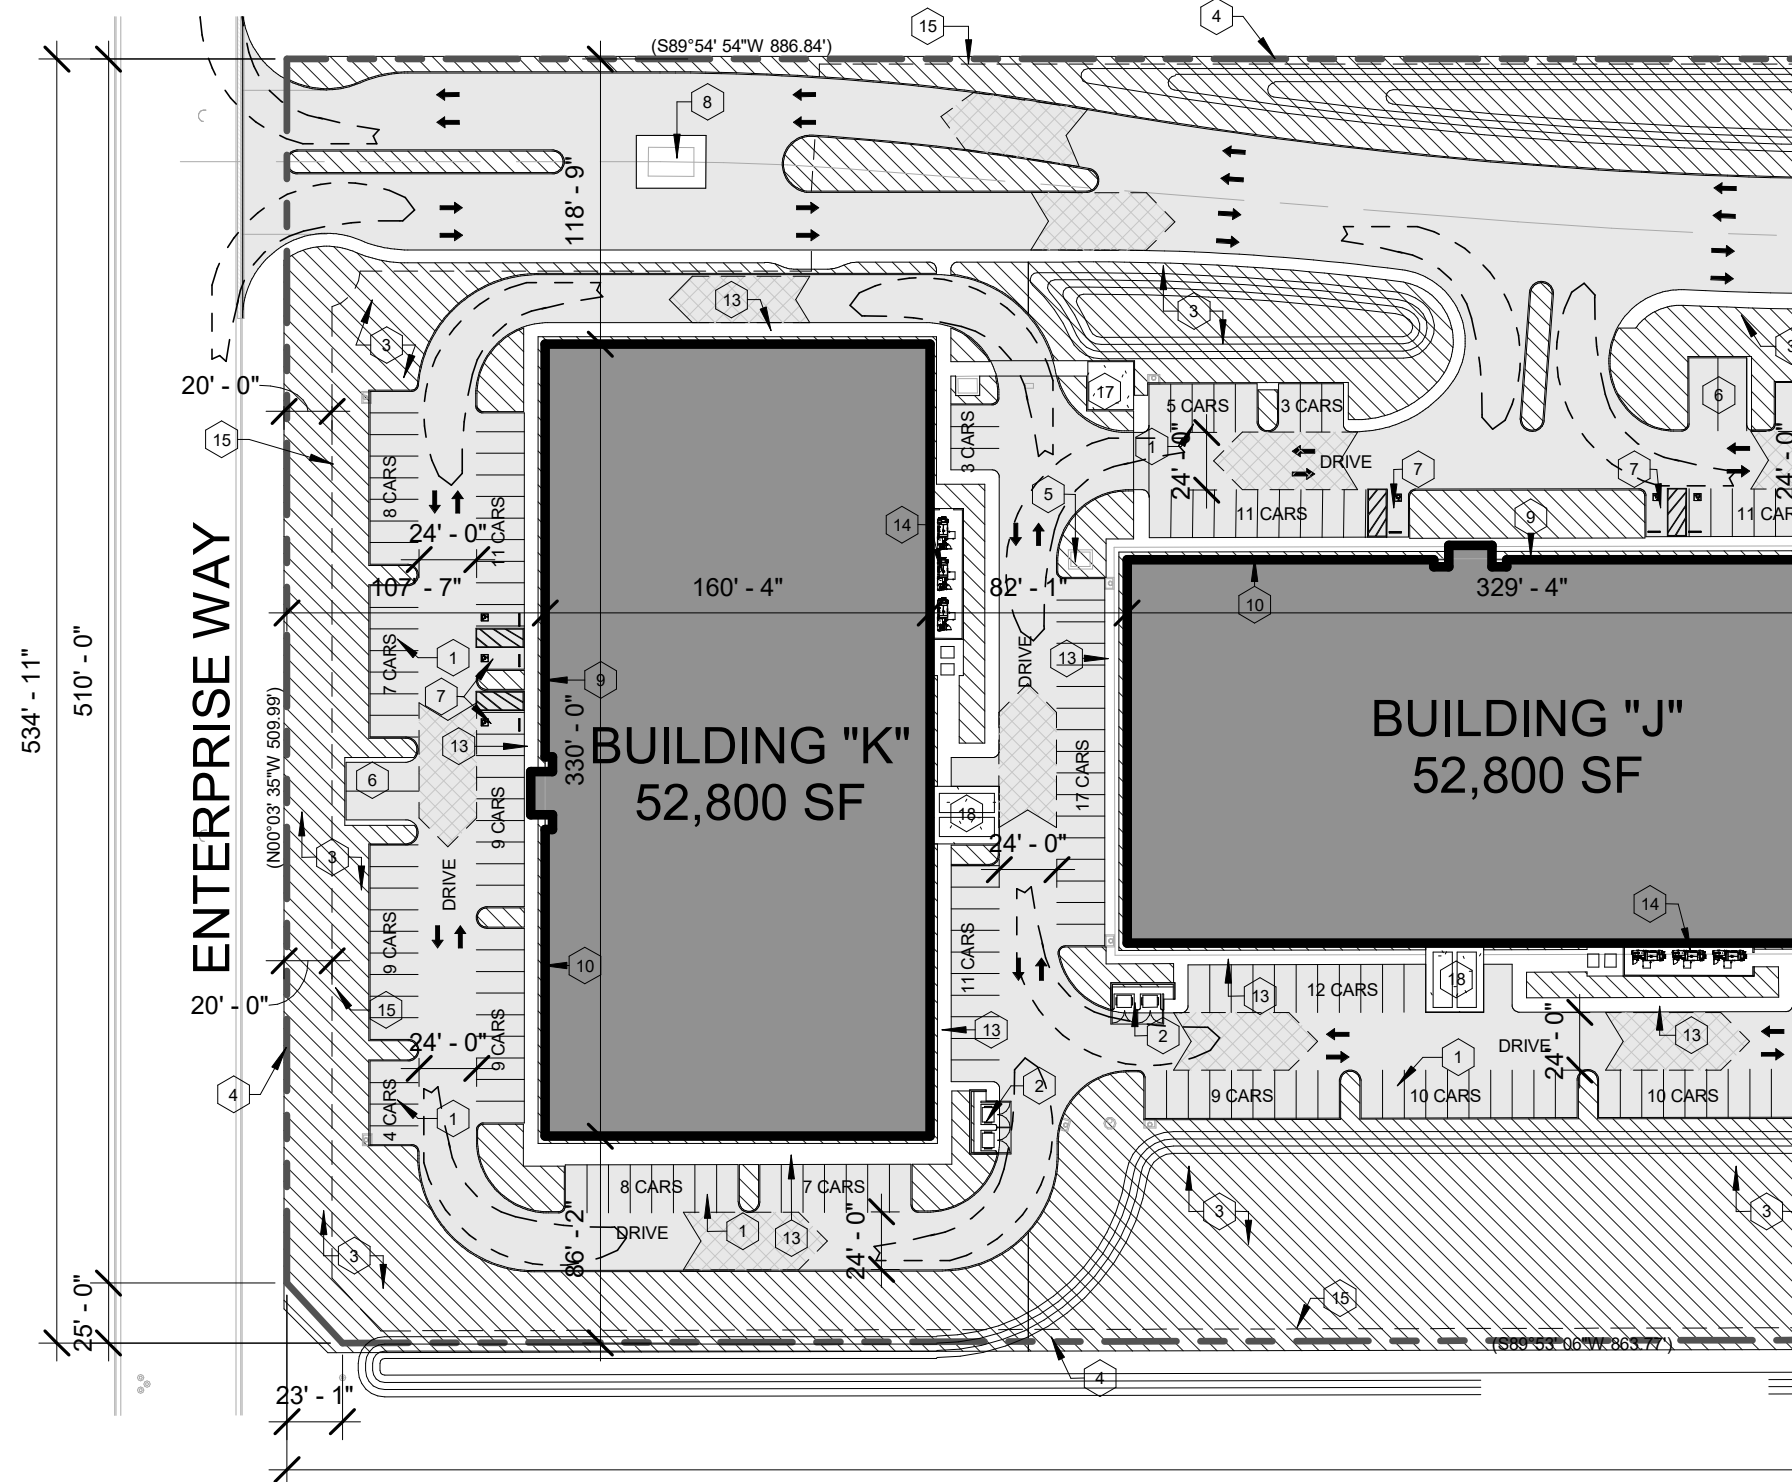 15
4
(S89°54' 54"W 886.84')
8
118' - 9"
13
3
3
20' - 0"
17
6
5 CARS
3 CARS
1
24' - 0"
DRIVE
7
7
15
8 CARS
11 CARS
3 CARS
5
14
11 CARS
9
24' - 0"
107' - 7"
160' - 4"
82' - 1"
329' - 4"
10
ENTERPRISE WAY
534' - 11"
510' - 0"
(N00°03' 35"W 509.99')
7 CARS
1
7
13
9
330' - 0"
DRIVE
13
BUILDING "K"
52,800 SF
BUILDING "J"
52,800 SF
6
9 CARS
17 CARS
18
24' - 0"
3
DRIVE
9 CARS
14
10
11 CARS
18
20' - 0"
15
13
12 CARS
13
9 CARS
24' - 0"
13
2
DRIVE
24' - 0"
1
4
4 CARS
1
2
9 CARS
10 CARS
10 CARS
8 CARS
7 CARS
3
3
DRIVE
1
13
24' - 0"
86' - 2"
3
25' - 0"
15
(S89°53' 06"W 863.77')
4
23' - 1"